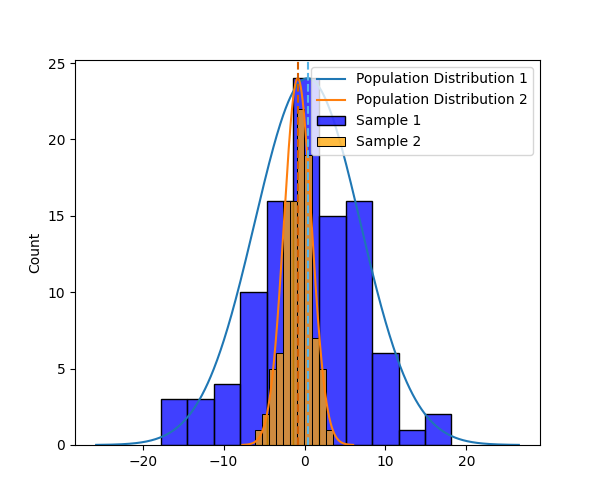 25
20
15
10
5
0
Count
Population Distribution 1
Population Distribution 2
Sample 1
Sample 2
−20
−10
0
10
20